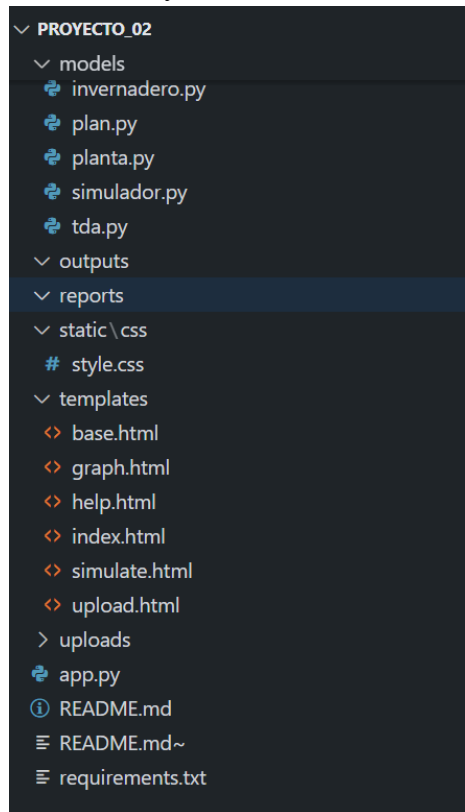 PROYECTO_02
models
invernadero.py
plan.py
planta.py
simulador.py
tda.py
outputs
reports
static\css
# style.css
templates
<> base.html
<> graph.html
<> help.html
<> index.html
<> simulate.html
<> upload.html
uploads
app.py
README.md
README.md~
requirements.txt